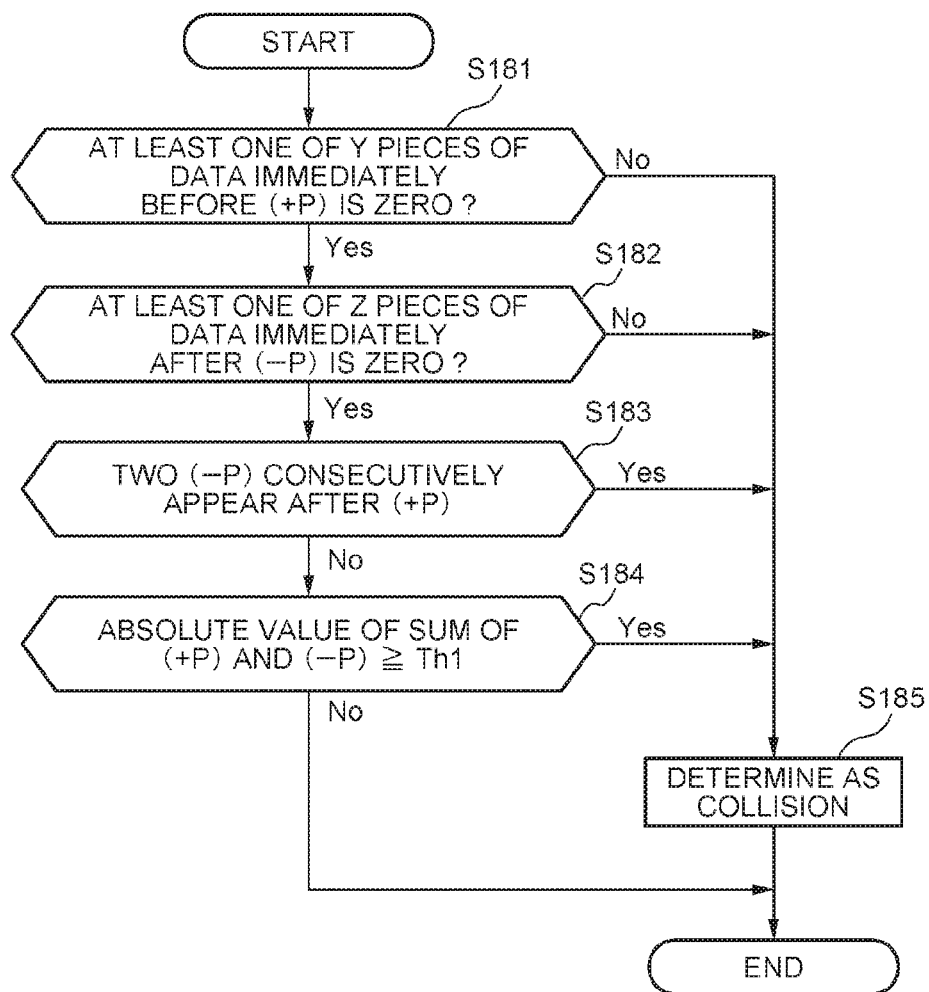 START
S181
AT LEAST ONE OF Y PIECES OF
DATA IMMEDIATELY
BEFORE (+P) IS ZERO ?
No
Yes
S182
AT LEAST ONE OF Z PIECES OF
DATA IMMEDIATELY
AFTER (−P) IS ZERO ?
No
Yes
S183
TWO (−P) CONSECUTIVELY
APPEAR AFTER (+P)
Yes
No
S184
ABSOLUTE VALUE OF SUM OF
(+P) AND (−P) ≧ Th1
Yes
No
S185
DETERMINE AS
COLLISION
END